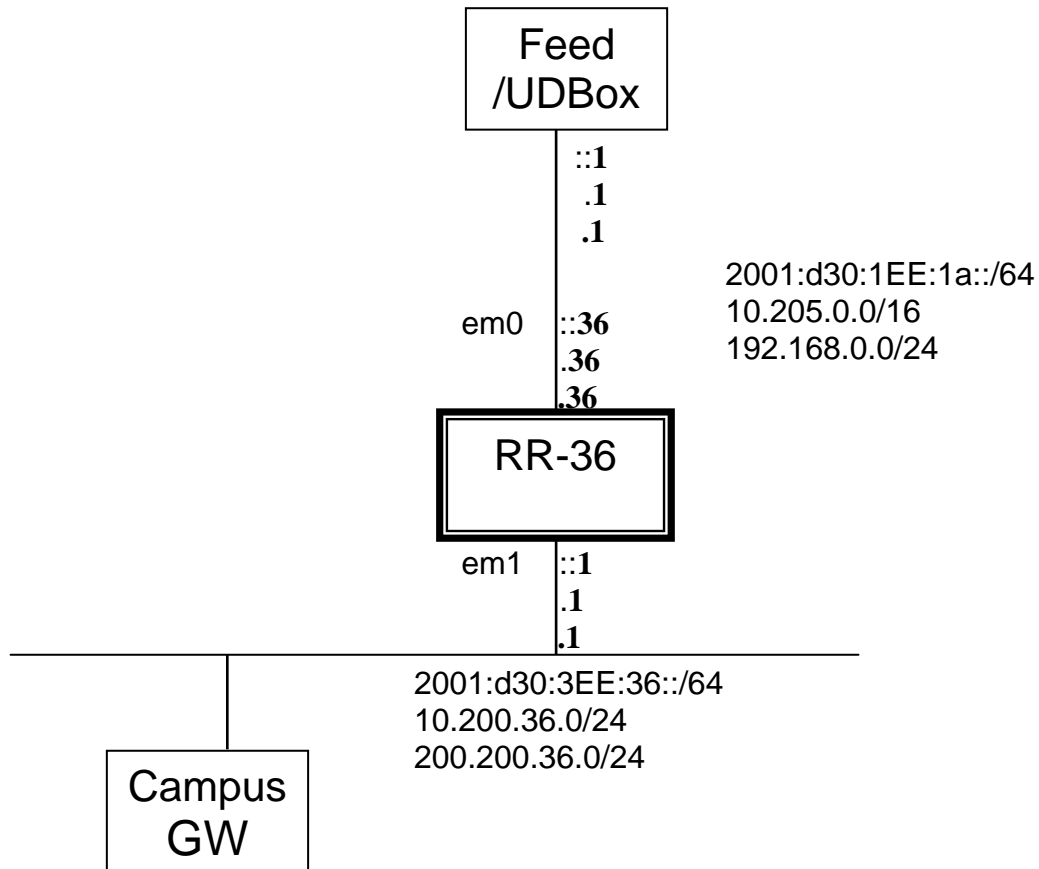 Feed
/UDBox
::1
.1
.1
2001:d30:1EE:1a::/64
10.205.0.0/16
192.168.0.0/24
em0
::36
.36
.36
RR-36
em1
::1
.1
.1
2001:d30:3EE:36::/64
10.200.36.0/24
200.200.36.0/24
Campus
GW